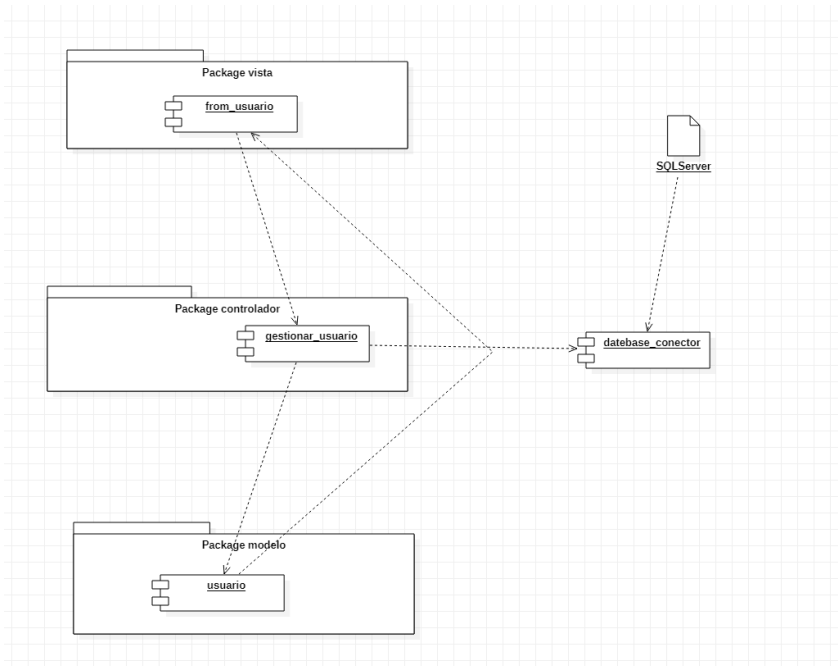 Package vista
from_usuario
SQLServer
Package controlador
gestionar_usuario
datebase_conector
Package modelo
usuario